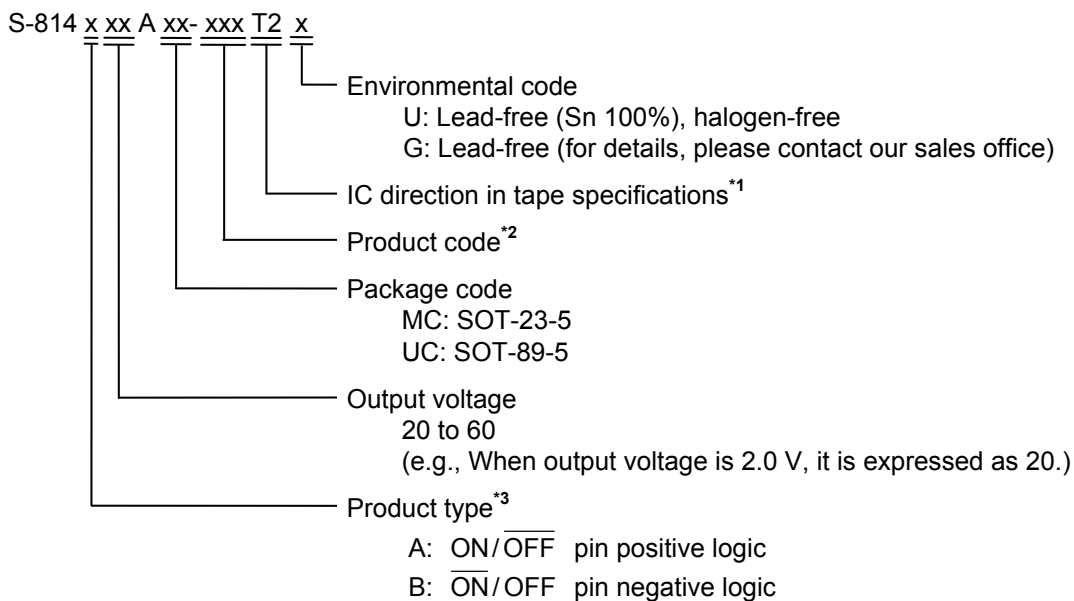 S-814 x xx A xx- xxx T2 x
Environmental code
U: Lead-free (Sn 100%), halogen-free
G: Lead-free (for details, please contact our sales office)
IC direction in tape specifications*1
Product code*2
Package code
MC: SOT-23-5
UC: SOT-89-5
Output voltage
20 to 60
(e.g., When output voltage is 2.0 V, it is expressed as 20.)
Product type*3
A: ON/O̅F̅F̅ pin positive logic
B: O̅N̅/OFF pin negative logic